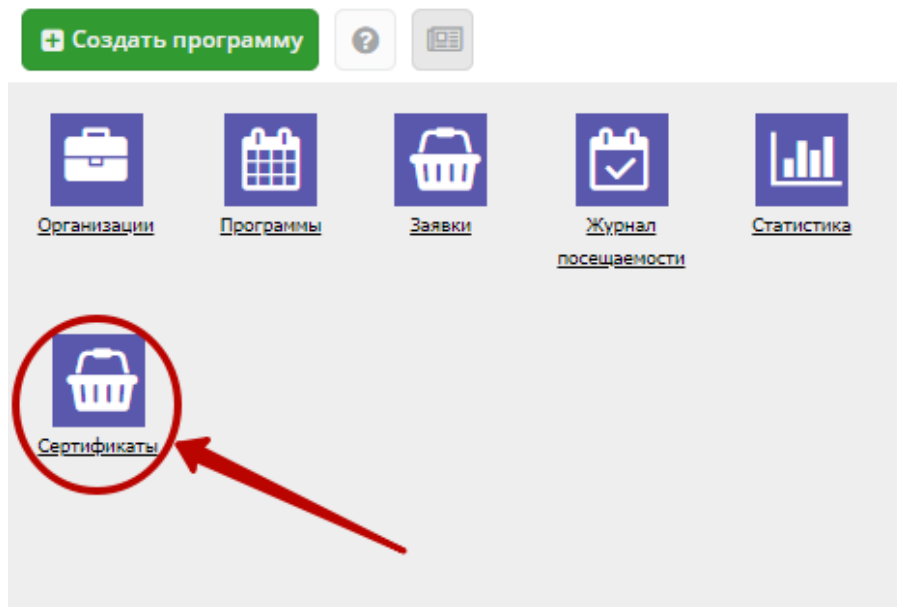 Создать программу
Организации
Программы
Заявки
Журнал
посещаемости
Статистика
Сертификаты